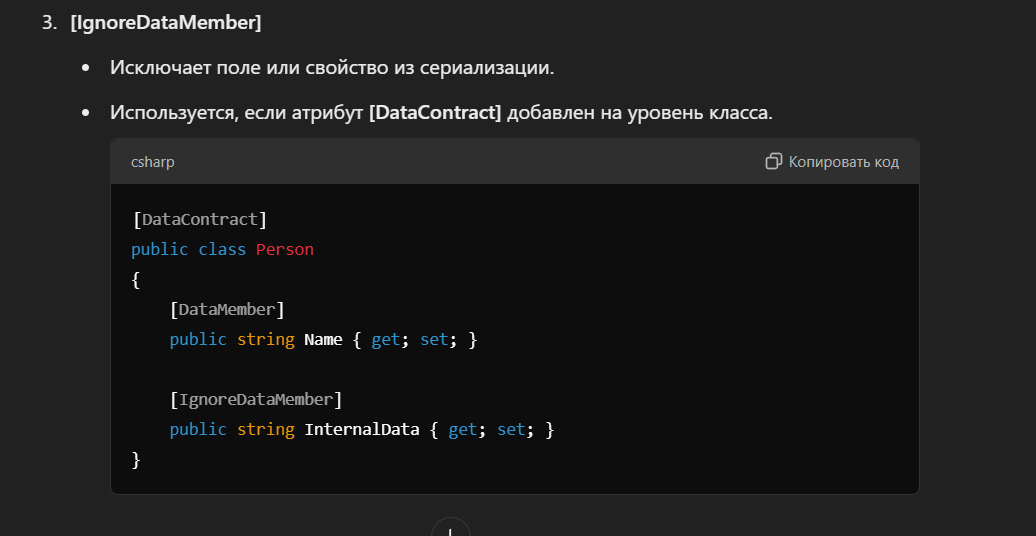 3. [IgnoreDataMember]
• Исключает поле или свойство из сериализации.
• Используется, если атрибут [DataContract] добавлен на уровень класса.
csharp Копировать код
[DataContract]
public class Person
{
    [DataMember]
    public string Name { get; set; }

    [IgnoreDataMember]
    public string InternalData { get; set; }
}